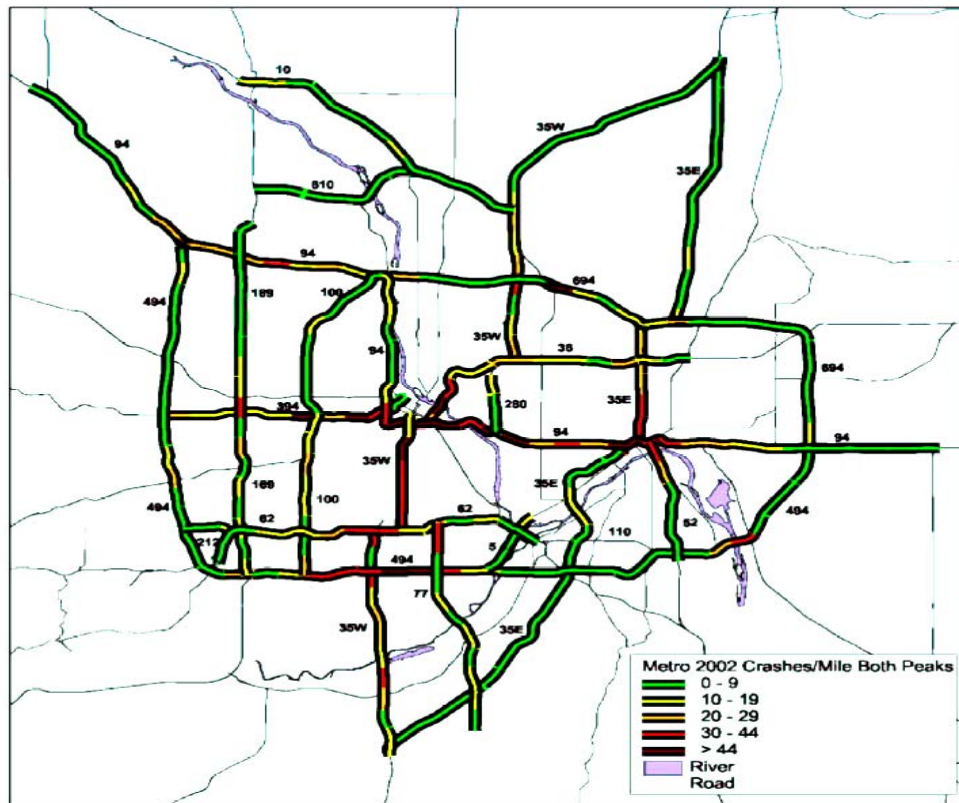 10
35W
94
35E
610
94
694
100
169
494
35W
94
36
694
280
35E
394
94
94
35W
169
35E
100
494
62
62
494
110
52
212
5
494
77
35W
35E
Metro 2002 Crashes/Mile Both Peaks
0 - 9
10 - 19
20 - 29
30 - 44
> 44
River
Road